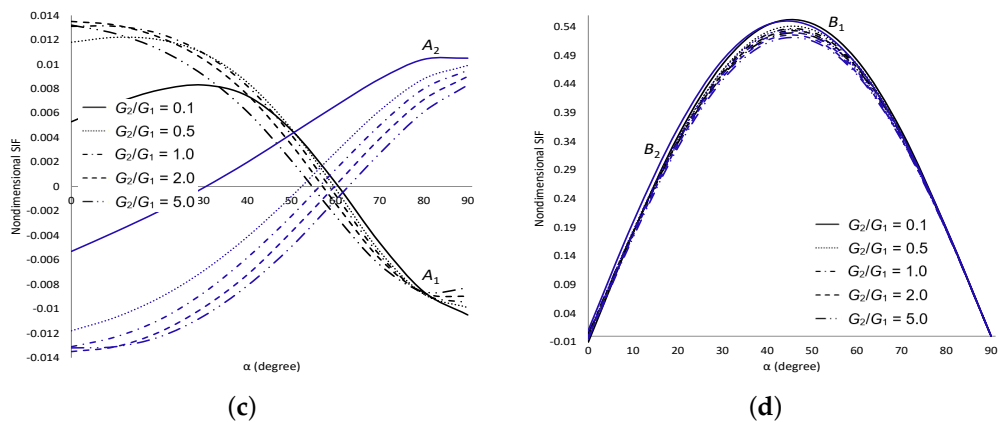 0.014
0.012
0.010
0.008
0.006
0.004
0.002
0
-0.002
-0.004
-0.006
-0.008
-0.010
-0.012
-0.014
Nondimensional SIF
G2/G1 = 0.1
G2/G1 = 0.5
G2/G1 = 1.0
G2/G1 = 2.0
G2/G1 = 5.0
A2
A1
0 30 40 50 60 70 80 90
α (degree)
(c)
0.54
0.49
0.44
0.39
0.34
0.29
0.24
0.19
0.14
0.09
0.04
-0.01
Nondimensional SIF
B1
B2
G2/G1 = 0.1
G2/G1 = 0.5
G2/G1 = 1.0
G2/G1 = 2.0
G2/G1 = 5.0
0 10 20 30 40 50 60 70 80 90
α (degree)
(d)